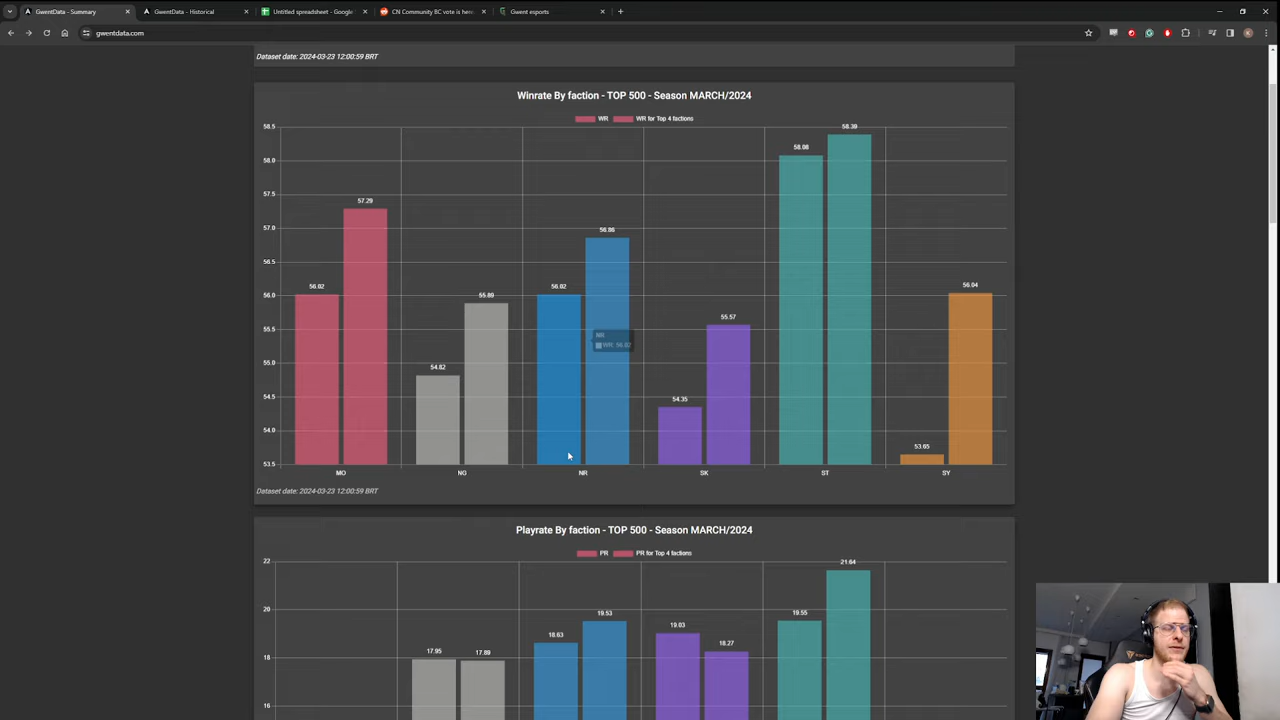 GwentData - Summary
GwentData - Historical
Untitled spreadsheet - Google
CN Community BC vote is here
Gwent esports
gwentdata.com
Dataset date: 2024-03-23 12:00:59 BRT
Winrate By faction - TOP 500 - Season MARCH/2024
WR WR for Top 4 factions
58.5
58.0
57.5
57.0
56.5
56.0
55.5
55.0
54.5
54.0
53.5
56.02
57.29
54.82
55.89
56.02
56.86
54.35
55.57
58.08
58.39
53.65
56.04
NR
WR: 56.02
MO NG NR SK ST SY
Dataset date: 2024-03-23 12:00:59 BRT
Playrate By faction - TOP 500 - Season MARCH/2024
PR PR for Top 4 factions
22
20
18
16
17.95
17.89
18.63
19.53
19.03
18.27
19.55
21.64